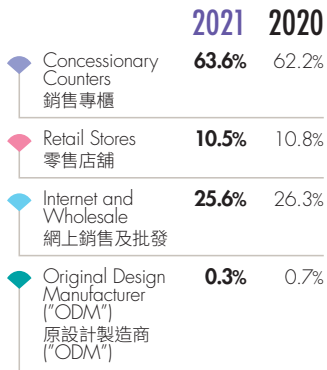 2021 2020
Concessionary 63.6% 62.2%
Counters
銷售專櫃
Retail Stores 10.5% 10.8%
零售店舖
Internet and 25.6% 26.3%
Wholesale
網上銷售及批發
Original Design 0.3% 0.7%
Manufacturer
("ODM")
原設計製造商
("ODM")